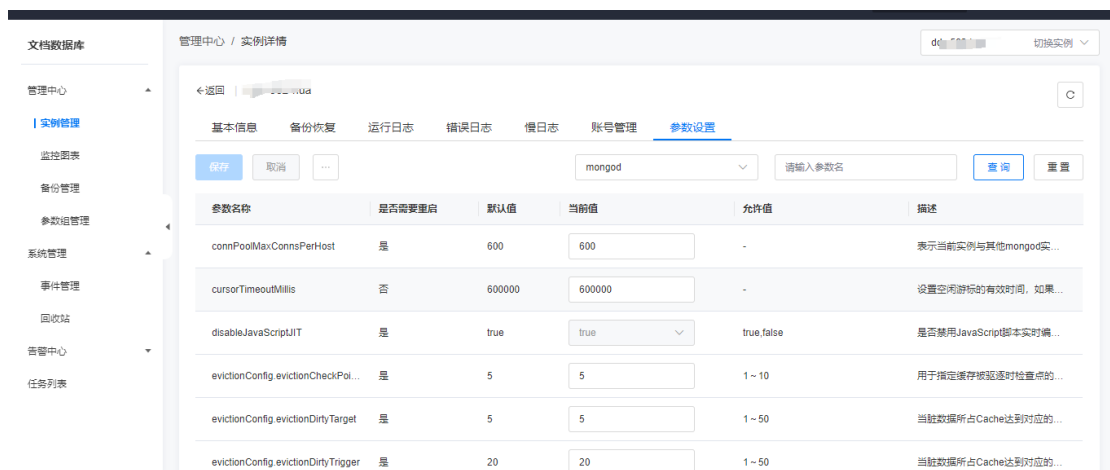 文档数据库
管理中心 / 实例详情
切换实例
管理中心
实例管理
监控图表
备份管理
参数组管理
系统管理
事件管理
回收站
告警中心
任务列表
←返回
基本信息 备份恢复 运行日志 错误日志 慢日志 账号管理 参数设置
保存 取消 ... mongod 请输入参数名 查询 重置
参数名称 是否需要重启 默认值 当前值 允许值 描述
connPoolMaxConnsPerHost 是 600 600 - 表示当前实例与其他mongod实...
cursorTimeoutMillis 否 600000 600000 - 设置空闲游标的有效时间，如果...
disableJavaScriptJIT 是 true true true,false 是否禁用JavaScript脚本实时编...
evictionConfig.evictionCheckPoi... 是 5 5 1 ~ 10 用于指定缓存被驱逐时检查点的...
evictionConfig.evictionDirtyTarget 是 5 5 1 ~ 50 当脏数据所占Cache达到对应的...
evictionConfig.evictionDirtyTrigger 是 20 20 1 ~ 50 当脏数据所占Cache达到对应的...